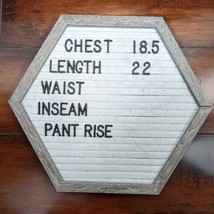 CHEST 18.5
LENGTH 22
WAIST
INSEAM
PANT RISE